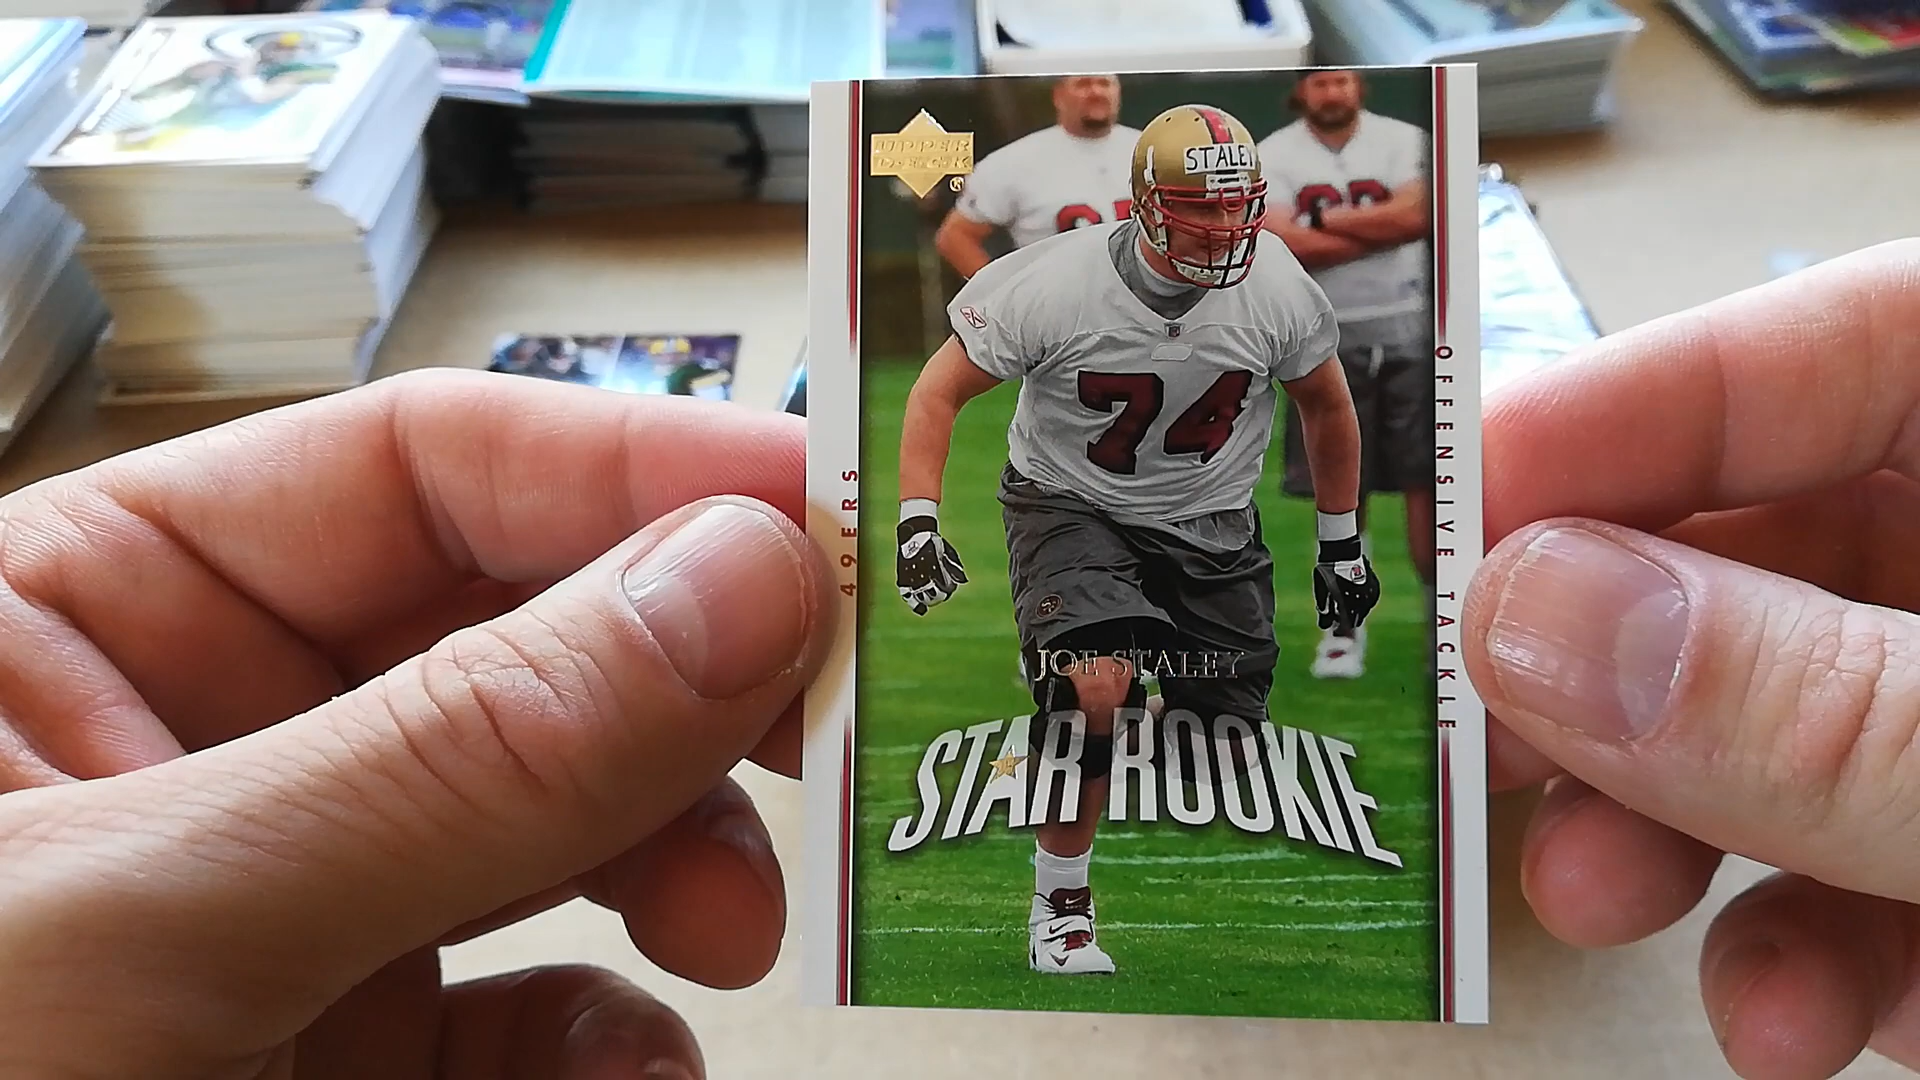 UPPER
DECK
STALEY
74
49ERS
OFFENSIVE TACKLE
JOE STALEY
STAR ROOKIE